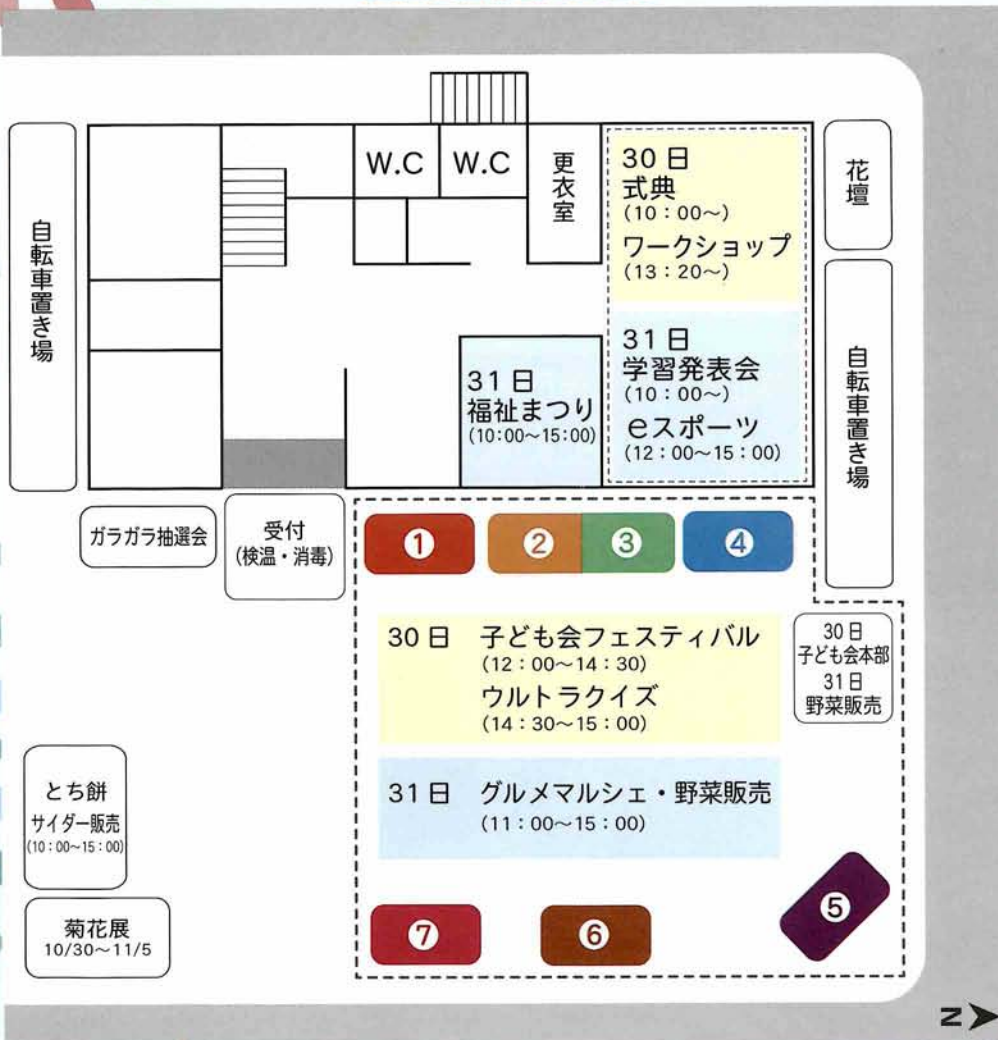 自転車置き場
W.C
W.C
更衣室
30日
式典
(10:00～)
ワークショップ
(13:20～)
花壇
31日
学習発表会
(10:00～)
eスポーツ
(12:00～15:00)
31日
福祉まつり
(10:00～15:00)
自転車置き場
ガラガラ抽選会
受付
(検温・消毒)
1
2
3
4
30日 子ども会フェスティバル
(12:00～14:30)
ウルトラクイズ
(14:30～15:00)
30日
子ども会本部
31日
野菜販売
31日 グルメマルシェ・野菜販売
(11:00～15:00)
とち餅
サイダー販売
(10:00～15:00)
菊花展
10/30～11/5
7
6
5
N